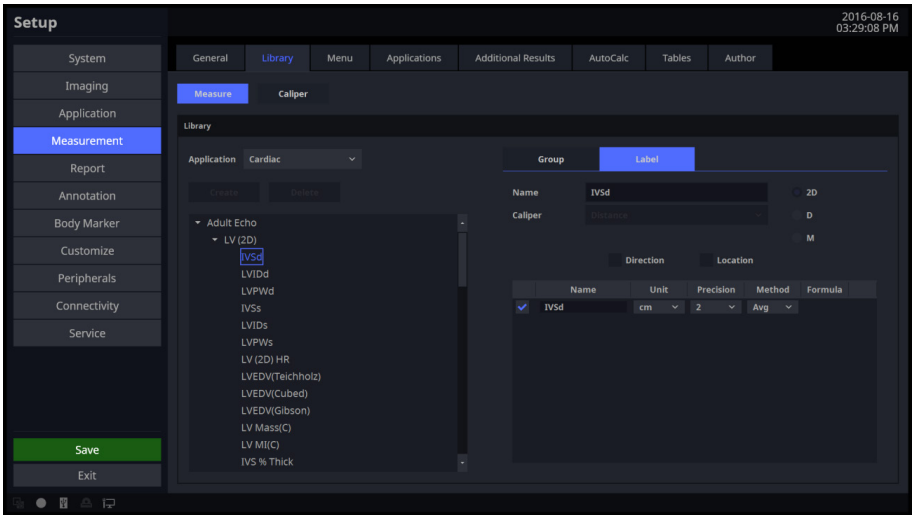 Setup
2016-08-16
03:29:08 PM
System
Imaging
Application
Measurement
Report
Annotation
Body Marker
Customize
Peripherals
Connectivity
Service
Save
Exit
General Library Menu Applications Additional Results AutoCalc Tables Author
Measure Caliper
Library
Application Cardiac
Create Delete
Adult Echo
LV (2D)
IVSd
LVIDd
LVPWd
IVSs
LVIDs
LVPWs
LV (2D) HR
LVEDV(Teichholz)
LVEDV(Cubed)
LVEDV(Gibson)
LV Mass(C)
LV MI(C)
IVS % Thick
Group Label
Name IVSd 2D
Caliper Distance D
M
Direction Location
Name Unit Precision Method Formula
IVSd cm 2 Avg